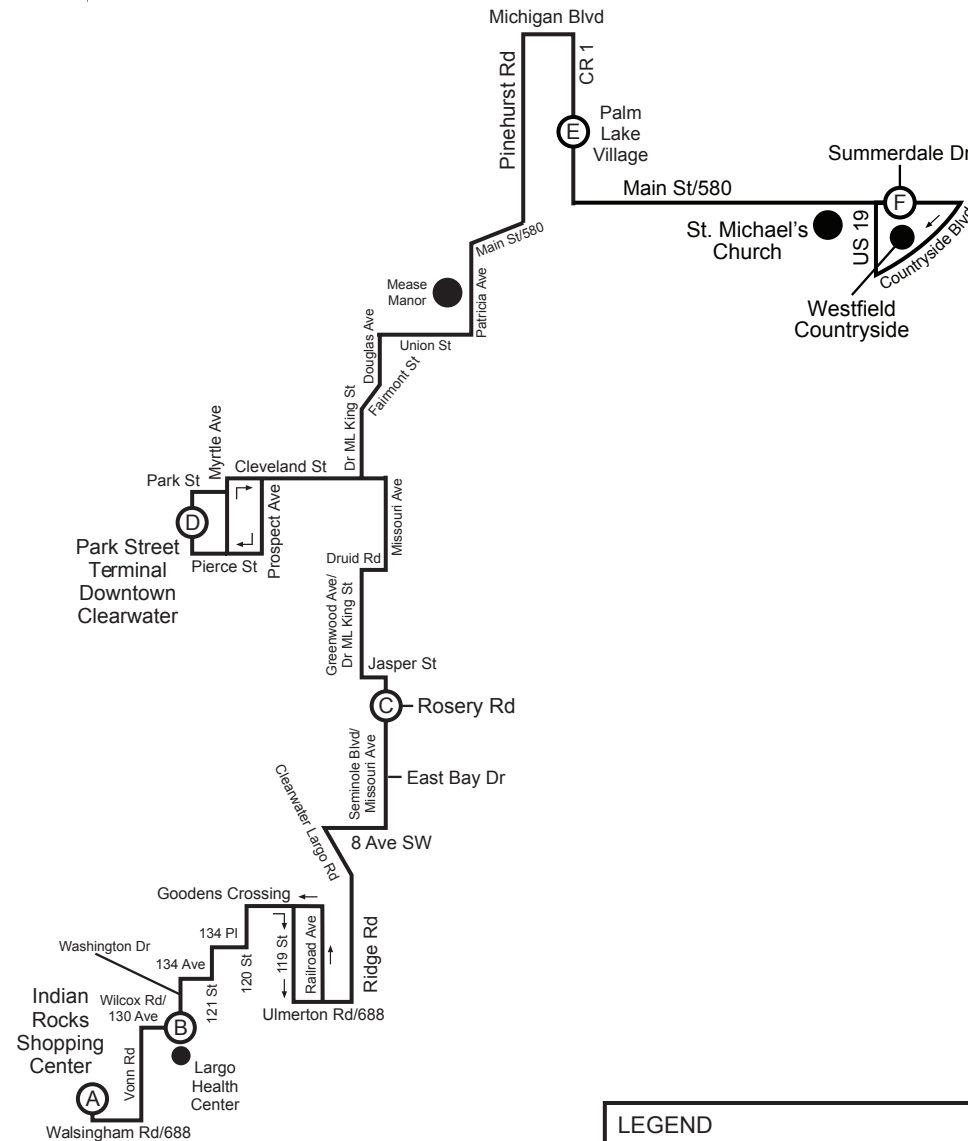 Michigan Blvd
Pinehurst Rd
CR 1
E
Palm
Lake
Village
Summerdale Dr
Main St/580
F
St. Michael's
Church
US 19
Countryside Blvd
Westfield
Countryside
Main St/580
Mease
Manor
Patricia Ave
Douglas Ave
Union St
Fairmont St
Dr ML King St
Myrtle Ave
Cleveland St
Park St
D
Prospect Ave
Missouri Ave
Park Street
Terminal
Downtown
Clearwater
Pierce St
Druid Rd
Greenwood Ave/
Dr ML King St
Jasper St
C
Rosery Rd
Seminole Blvd/
Missouri Ave
East Bay Dr
Clearwater Largo Rd
8 Ave SW
Goodens Crossing
134 Pl
Washington Dr
119 St
Railroad Ave
Ridge Rd
134 Ave
120 St
121 St
Ulmerton Rd/688
Wilcox Rd/
130 Ave
B
Indian
Rocks
Shopping
Center
Vonn Rd
Largo
Health
Center
A
Walsingham Rd/688
LEGEND